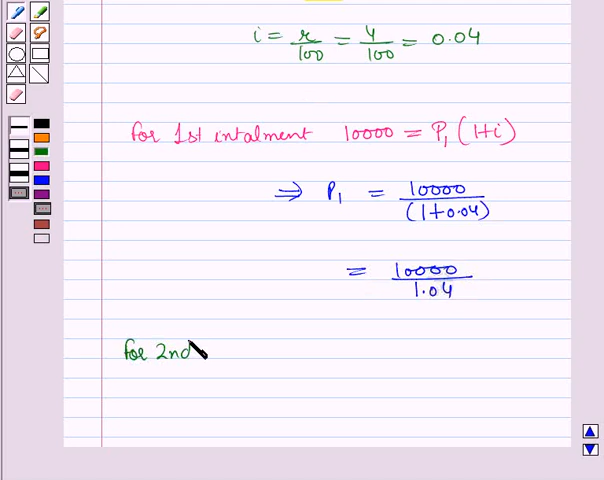 i = r/100 = 4/100 = 0.04
for 1st intalment 10000 = P₁ (1+i)
⇒ P₁ = 10000/(1+0.04)
= 10000/1.04
for 2nd